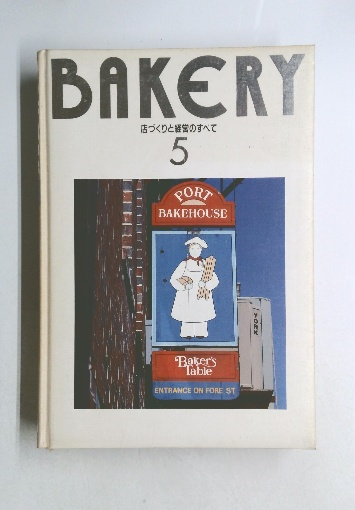 BAKERY
店づくりと経営のすべて
5
PORT
BAKEHOUSE
Baker's
Table
ENTRANCE ON FORE ST.
YORK